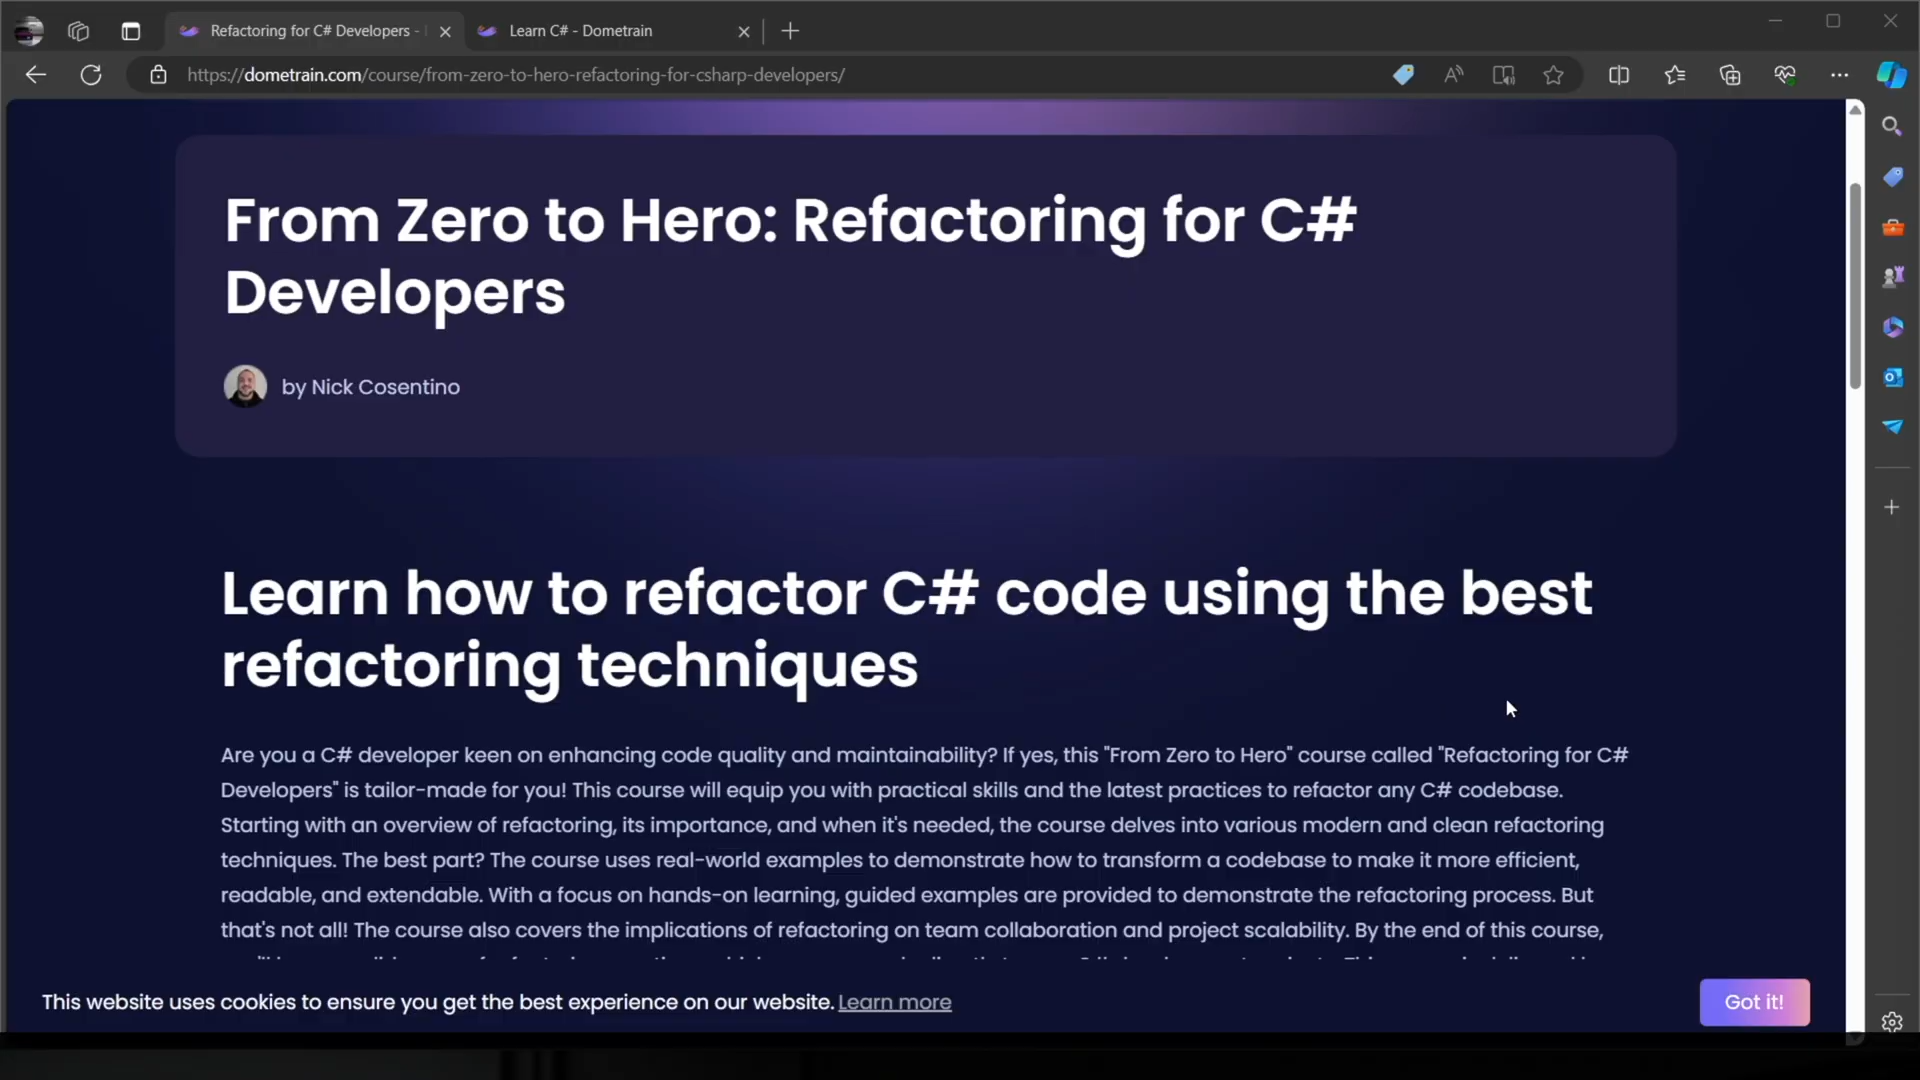 Refactoring for C# Developers -
Learn C# - Dometrain
https://dometrain.com/course/from-zero-to-hero-refactoring-for-csharp-developers/
From Zero to Hero: Refactoring for C#
Developers
by Nick Cosentino
Learn how to refactor C# code using the best
refactoring techniques
Are you a C# developer keen on enhancing code quality and maintainability? If yes, this "From Zero to Hero" course called "Refactoring for C#
Developers" is tailor-made for you! This course will equip you with practical skills and the latest practices to refactor any C# codebase.
Starting with an overview of refactoring, its importance, and when it's needed, the course delves into various modern and clean refactoring
techniques. The best part? The course uses real-world examples to demonstrate how to transform a codebase to make it more efficient,
readable, and extendable. With a focus on hands-on learning, guided examples are provided to demonstrate the refactoring process. But
that's not all! The course also covers the implications of refactoring on team collaboration and project scalability. By the end of this course,
This website uses cookies to ensure you get the best experience on our website. Learn more
Got it!